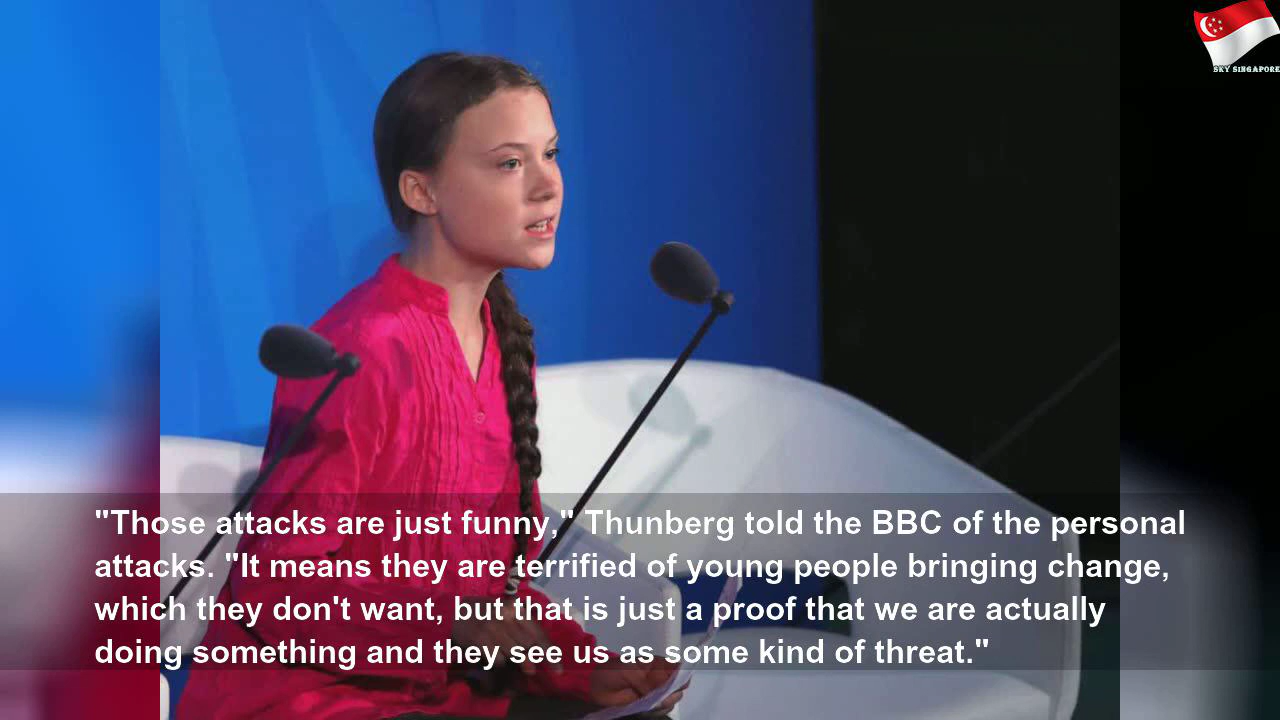 SKY SINGAPORE
"Those attacks are just funny," Thunberg told the BBC of the personal
attacks. "It means they are terrified of young people bringing change,
which they don't want, but that is just a proof that we are actually
doing something and they see us as some kind of threat."